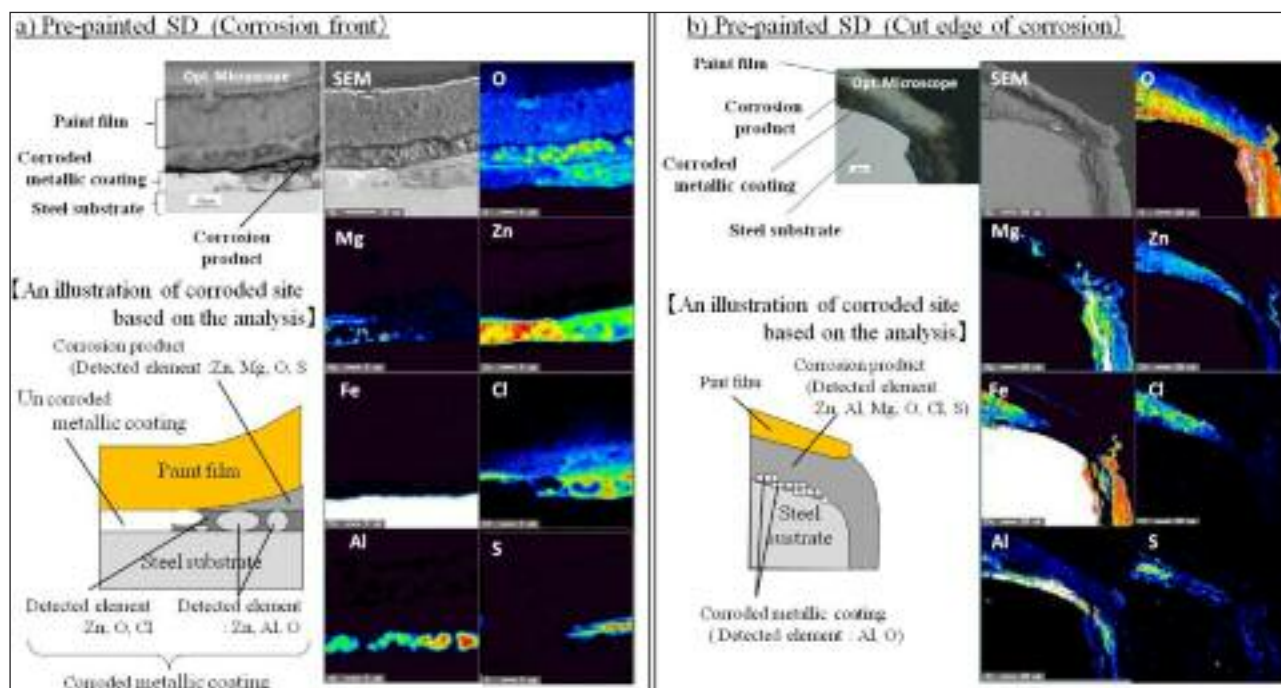 a) Pre-painted SD (Corrosion front)
Opt. Microscope
SEM
O
Paint film
Corroded
metallic coating
Steel substrate
Corrosion
product
Mg
Zn
【An illustration of corroded site
based on the analysis】
Corrosion product
(Detected element :Zn, Mg, O, S
Un corroded
metallic coating
Fe
Cl
Paint film
Steel substrate
Al
S
Detected element
: Zn, O, Cl
Detected element
: Zn, Al, O
Corroded metallic coating
b) Pre-painted SD (Cut edge of corrosion)
Paint film
Opt. Microscope
SEM
O
Corrosion
product
Corroded
metallic coating
Steel substrate
Mg
Zn
【An illustration of corroded site
based on the analysis】
Corrosion product
(Detected element
Zn, Al, Mg, O, Cl, S)
Paint film
Fe
Cl
Steel
sustrate
Al
S
Corroded metallic coating
( Detected element : Al, O)